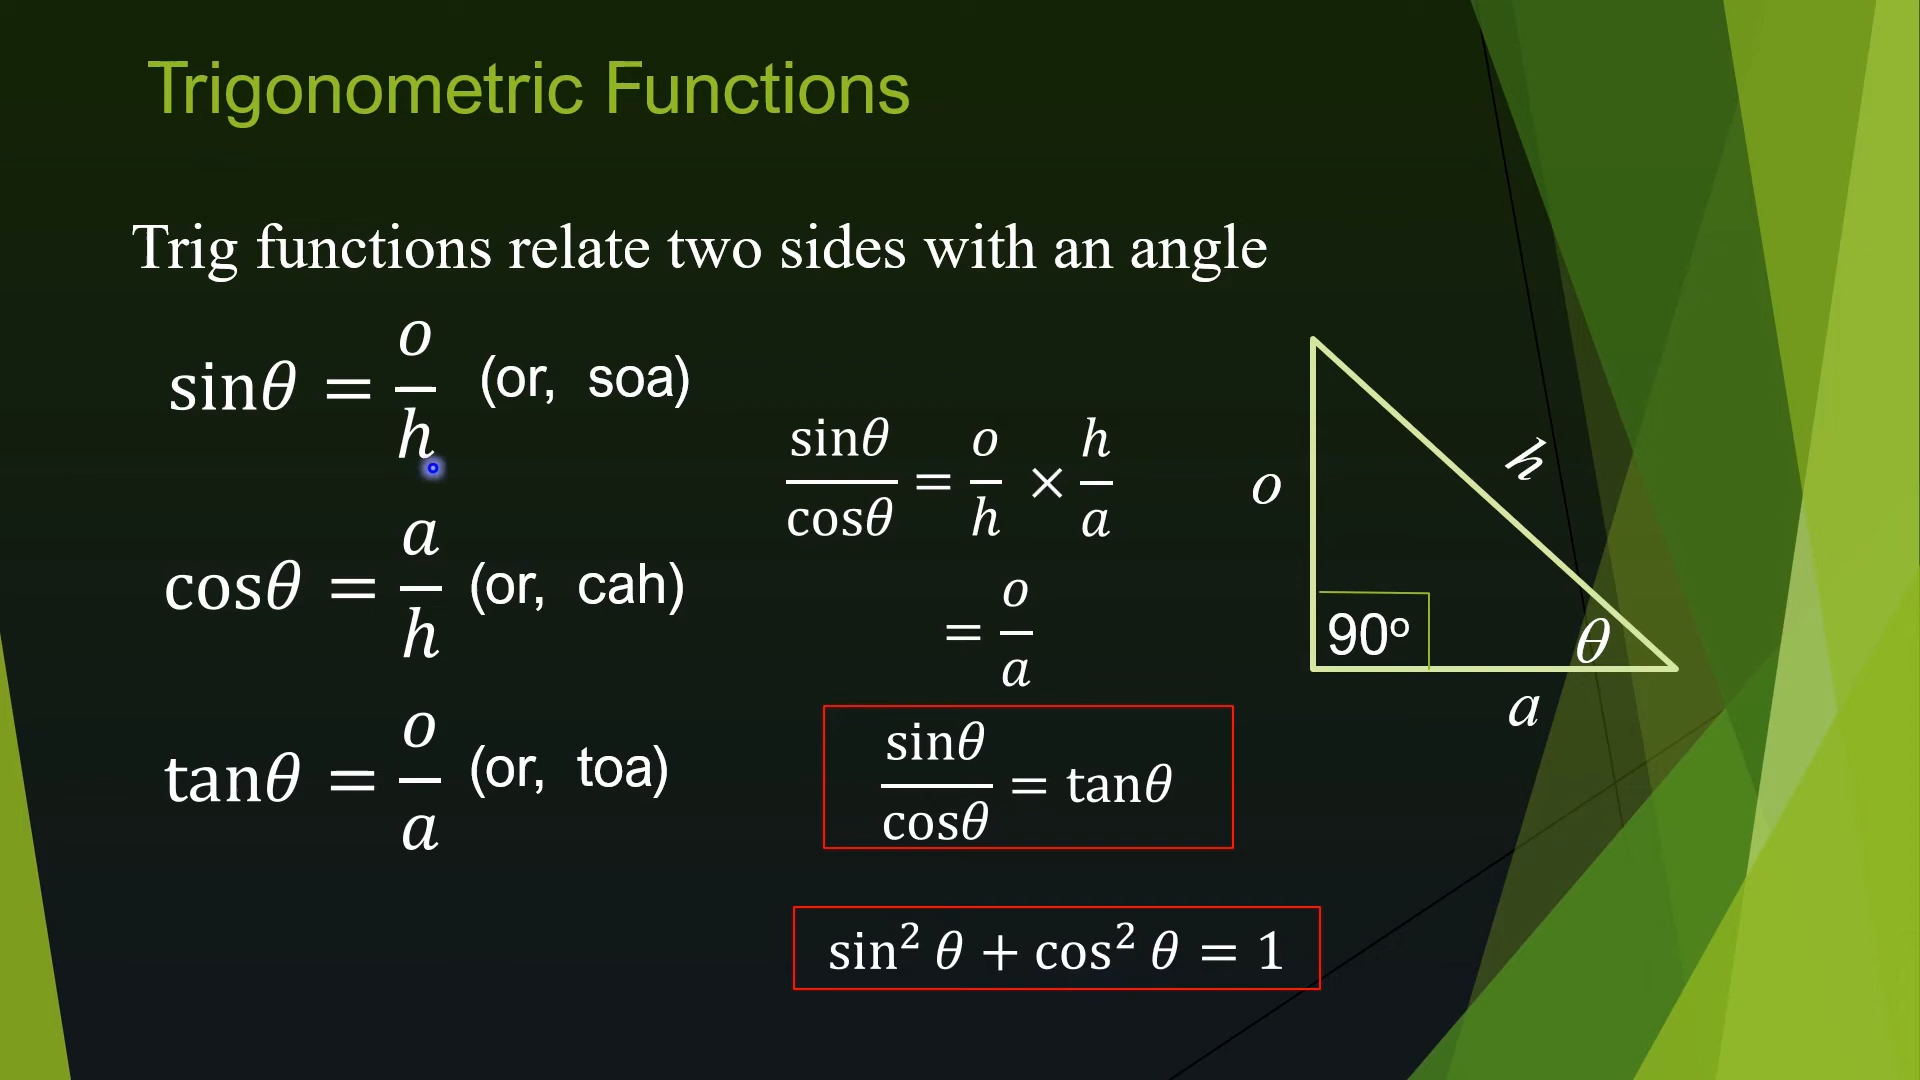 Trigonometric Functions
Trig functions relate two sides with an angle
sinθ = o/h (or, soa)
cosθ = a/h (or, cah)
tanθ = o/a (or, toa)
sinθ/cosθ = o/h × h/a
= o/a
sinθ/cosθ = tanθ
sin² θ + cos² θ = 1
o
h
90º
θ
a